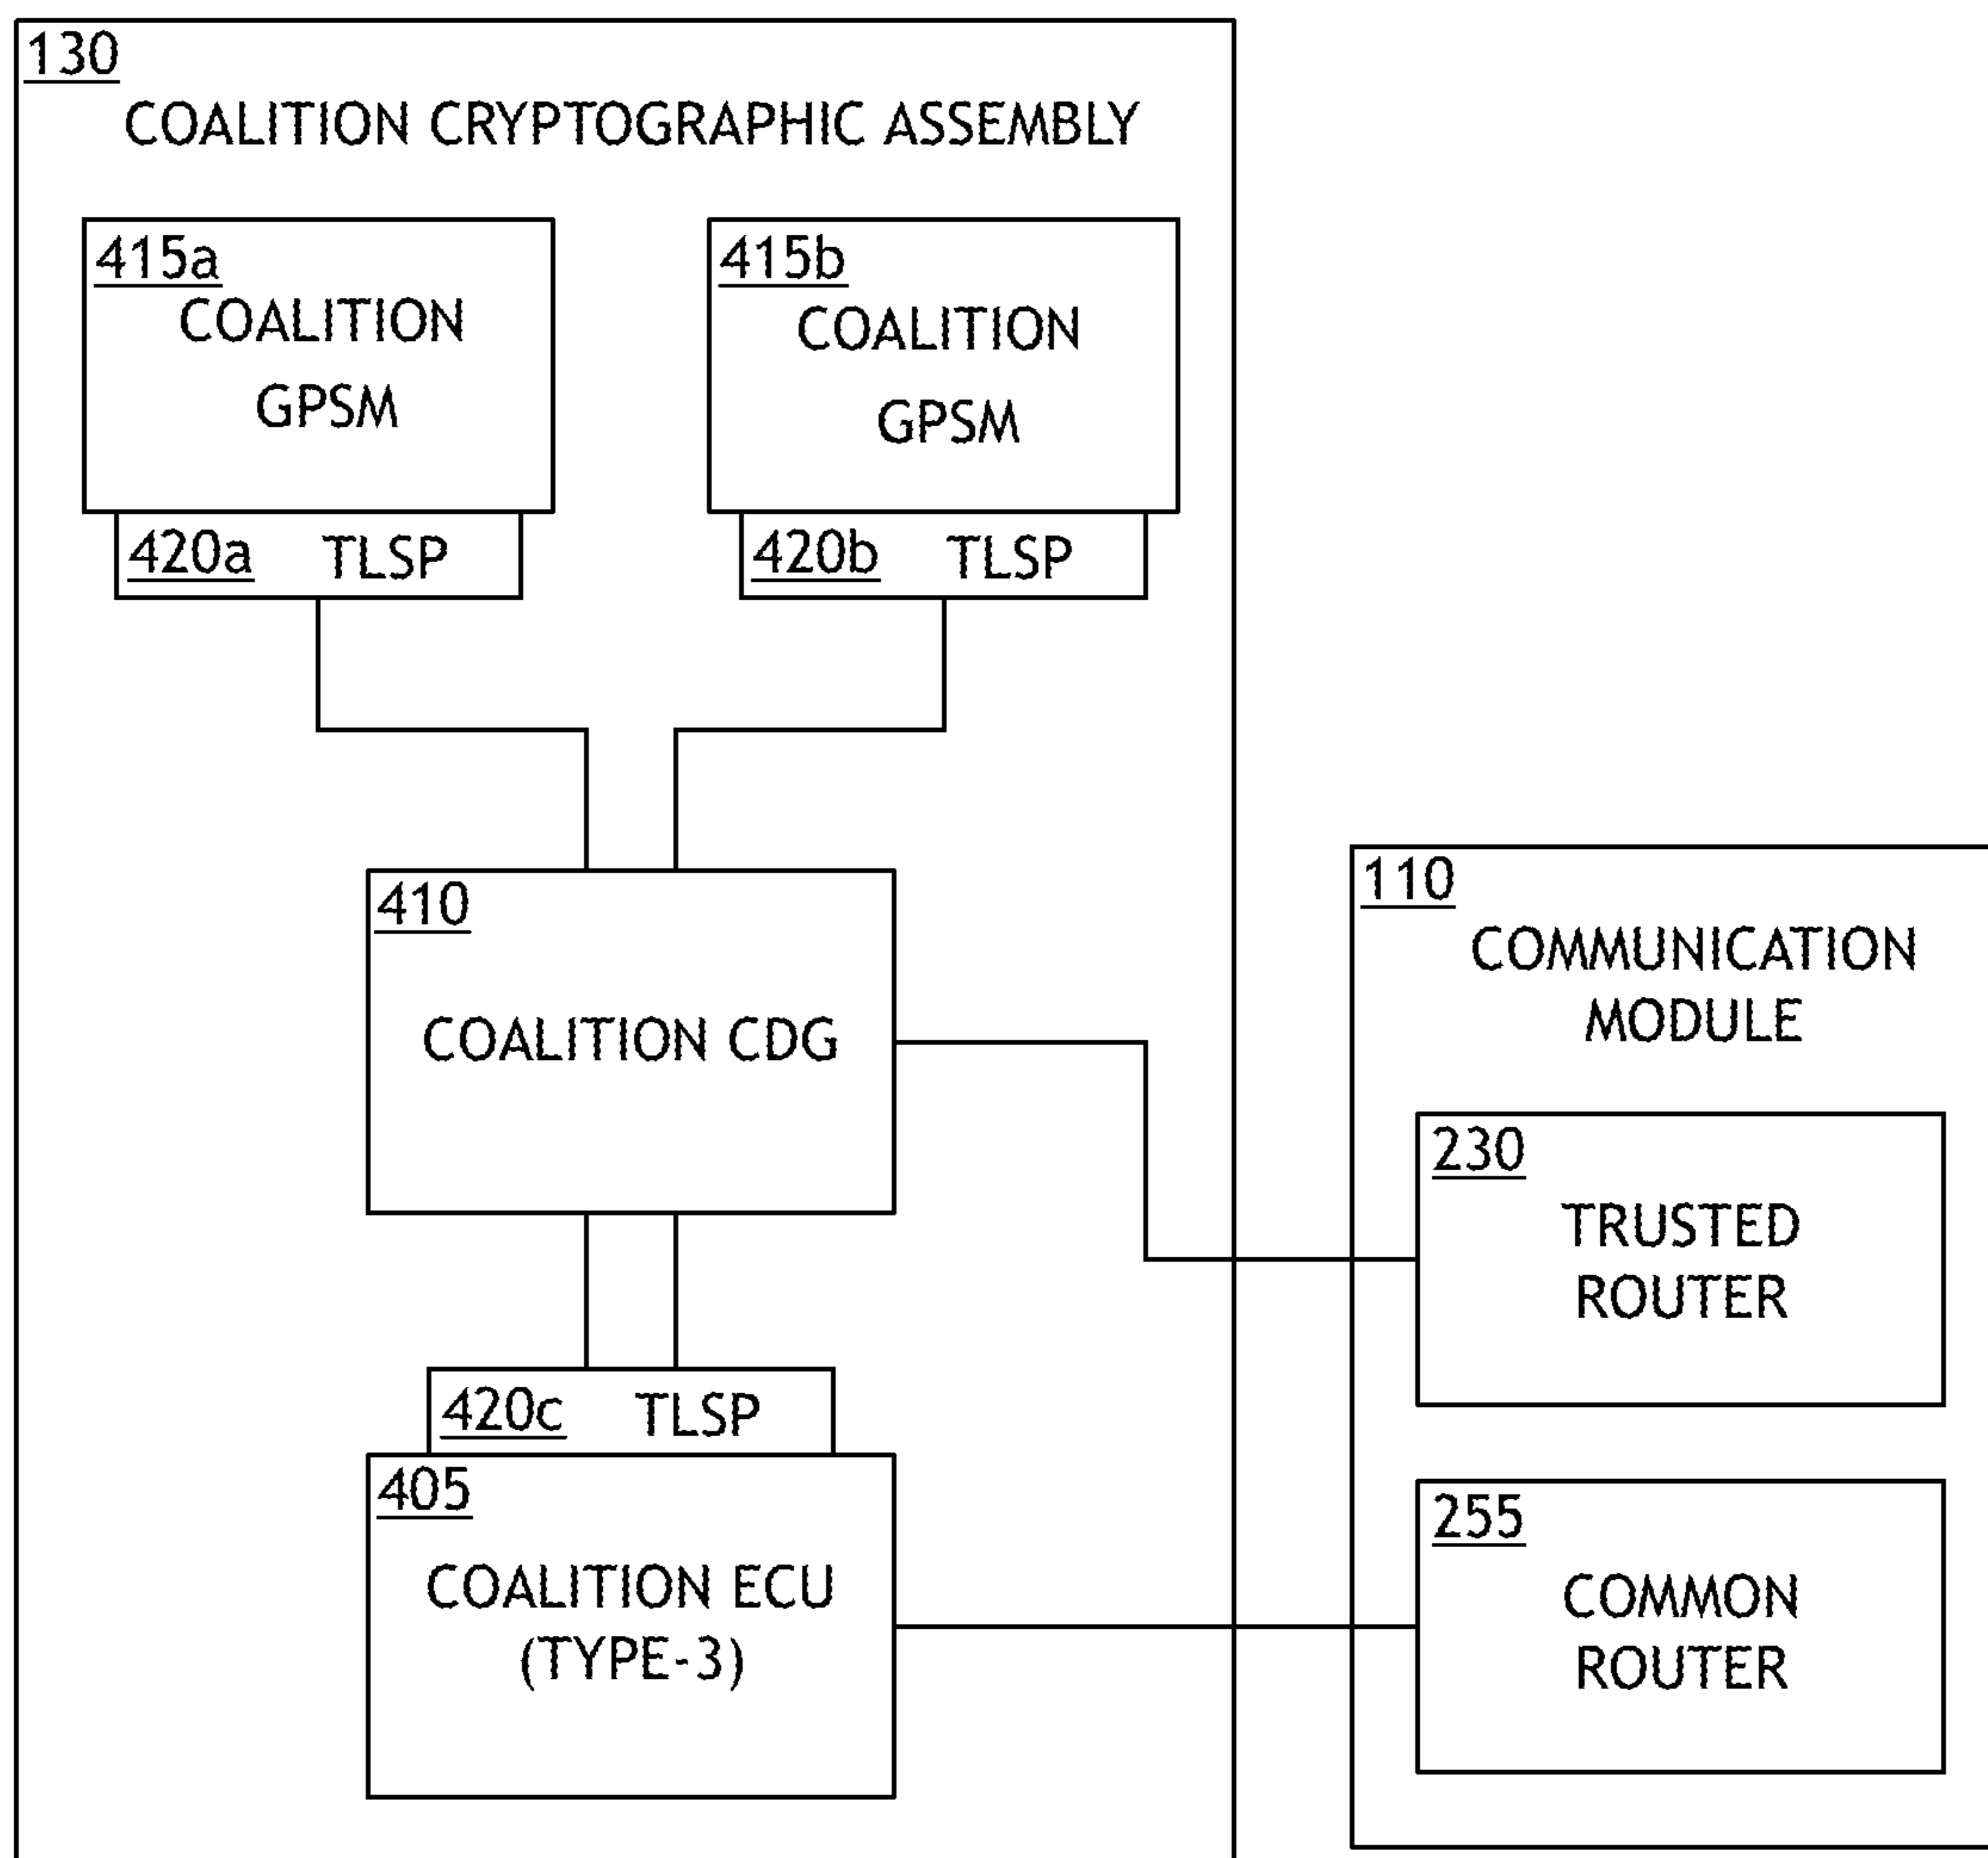 130
COALITION CRYPTOGRAPHIC ASSEMBLY
415a
COALITION
GPSM
420a TLSP
415b
COALITION
GPSM
420b TLSP
410
COALITION CDG
420c TLSP
405
COALITION ECU
(TYPE-3)
110
COMMUNICATION
MODULE
230
TRUSTED
ROUTER
255
COMMON
ROUTER